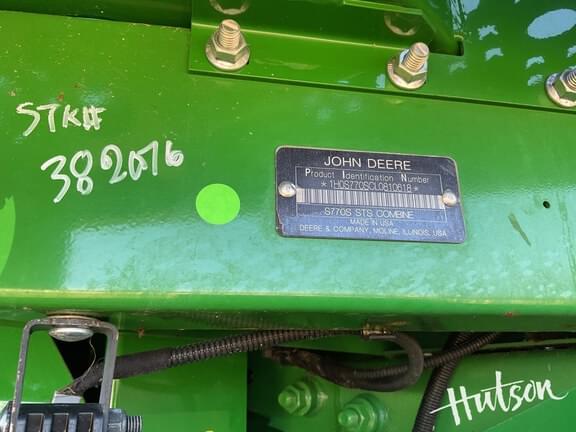 STK#
382076
JOHN DEERE
Product Identification Number
*1H0S770SCL0810618*
S770S STS COMBINE
MADE IN USA
DEERE & COMPANY, MOLINE, ILLINOIS, USA
Hutson